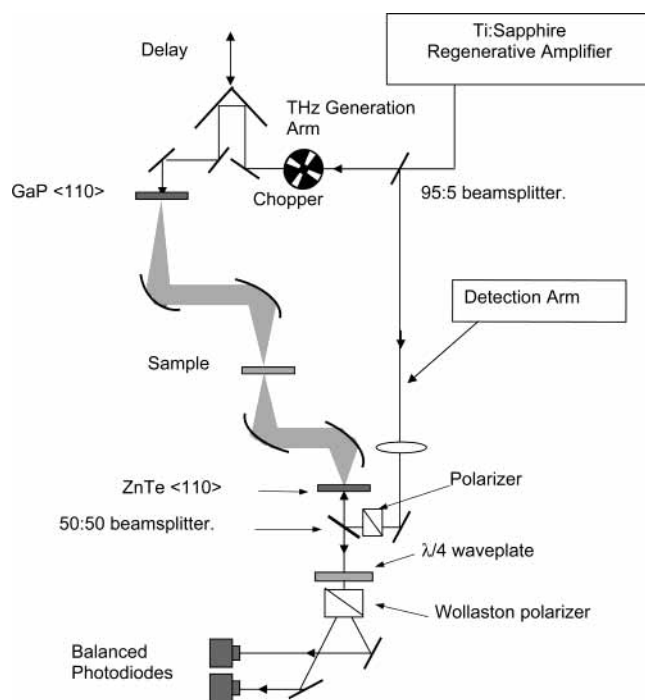 Ti:Sapphire
Regenerative Amplifier
Delay
THz Generation
Arm
GaP <110>
Chopper
95:5 beamsplitter.
Detection Arm
Sample
ZnTe <110>
Polarizer
50:50 beamsplitter.
λ/4 waveplate
Wollaston polarizer
Balanced
Photodiodes